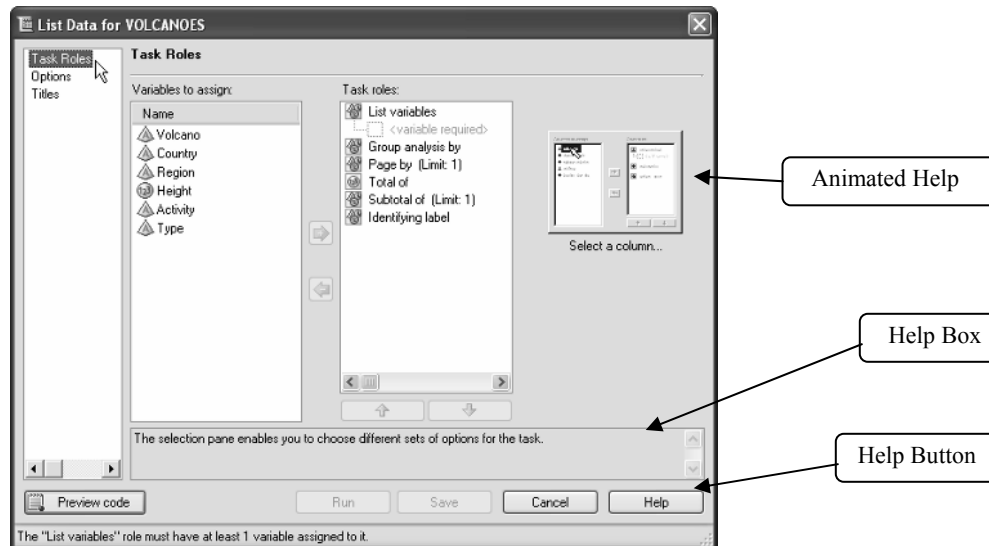 List Data for VOLCANOES
Task Roles
Options
Titles
Task Roles
Variables to assign:
Name
Volcano
Country
Region
Height
Activity
Type
Task roles:
List variables
<variable required>
Group analysis by
Page by (Limit: 1)
Total of
Subtotal of (Limit: 1)
Identifying label
Select a column...
Animated Help
Help Box
Help Button
The selection pane enables you to choose different sets of options for the task.
Preview code
Run
Save
Cancel
Help
The "List variables" role must have at least 1 variable assigned to it.